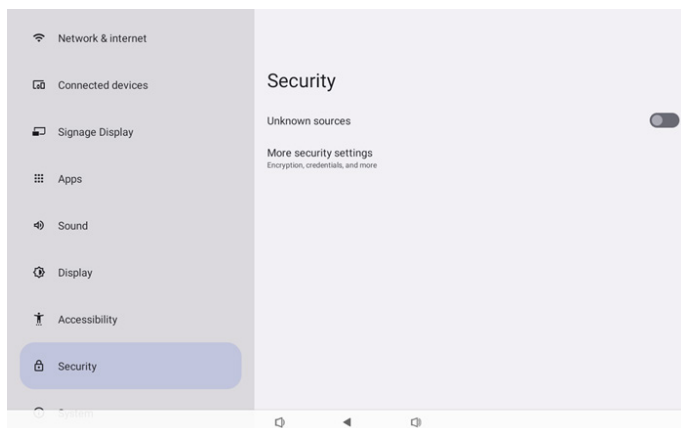 Network & internet
Connected devices
Signage Display
Apps
Sound
Display
Accessibility
Security
System
Security
Unknown sources
More security settings
Encryption, credentials, and more